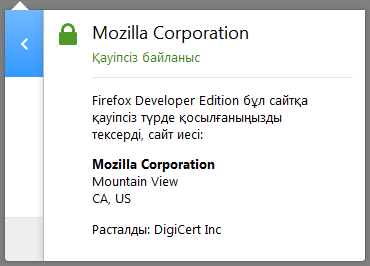 Mozilla Corporation
Қауіпсіз байланыс
Firefox Developer Edition бұл сайтқа
қауіпсіз түрде қосылғаныңызды
тексерді, сайт иесі:
Mozilla Corporation
Mountain View
CA, US
Расталды: DigiCert Inc